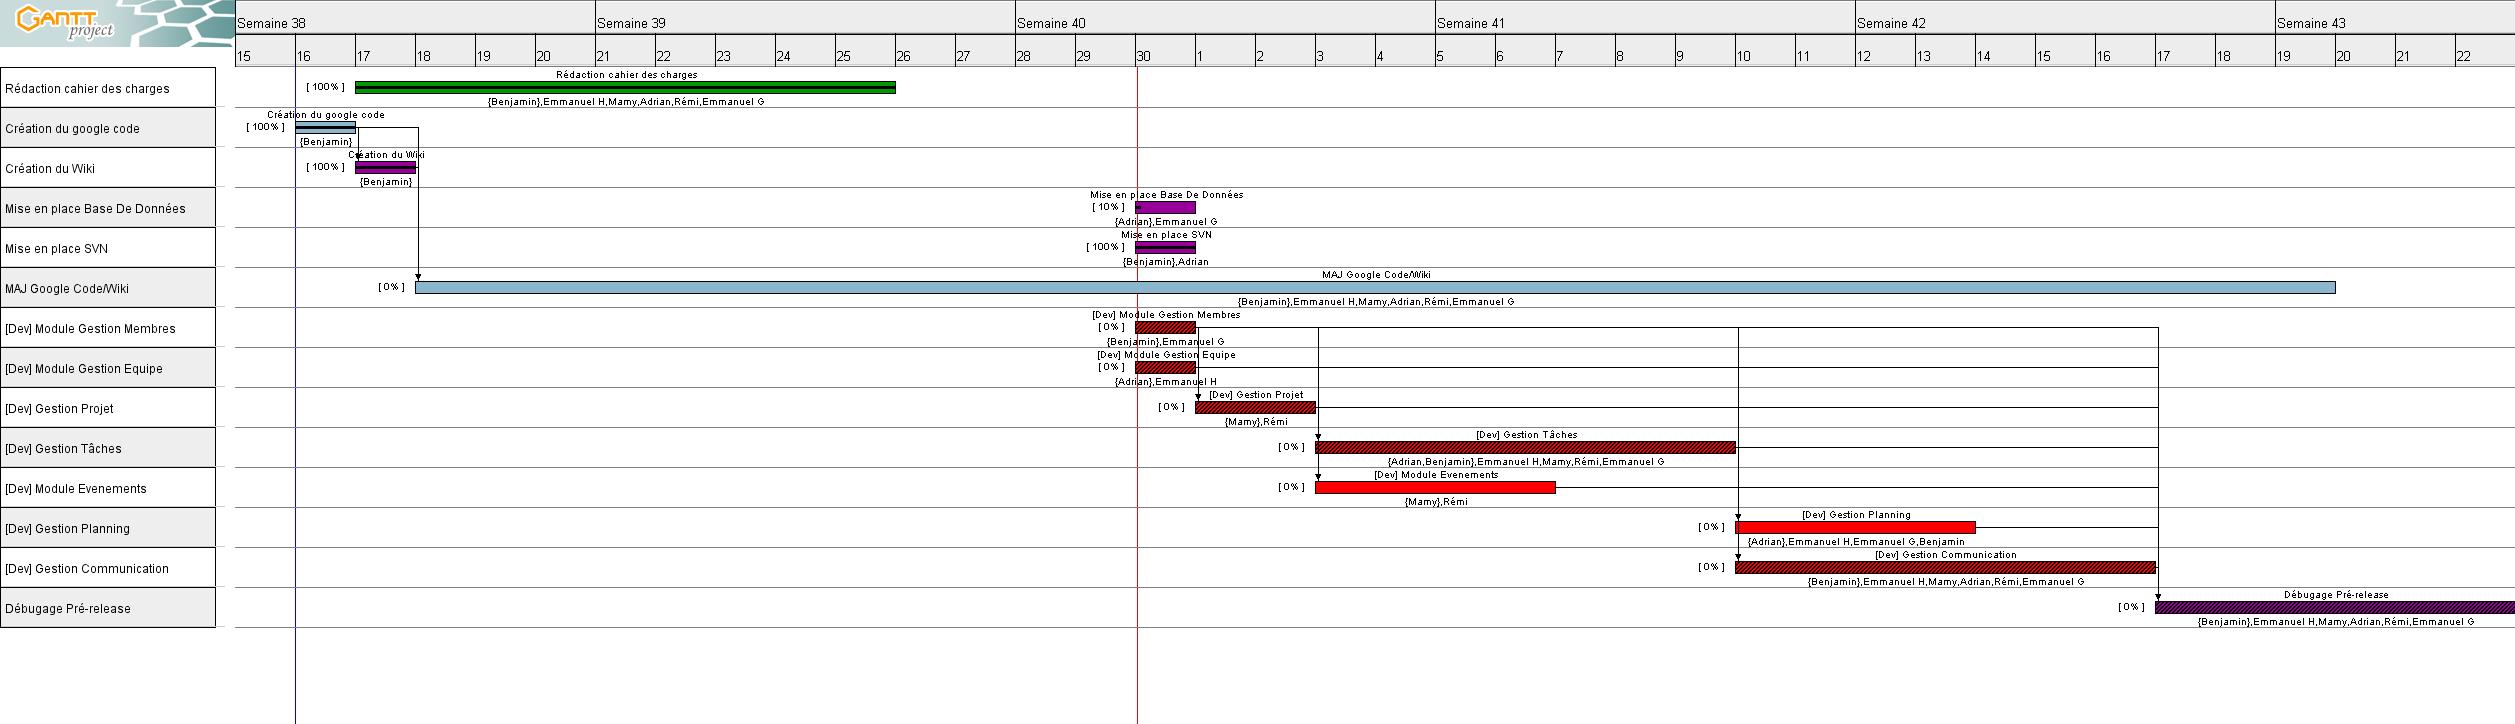 GANTT project
Semaine 38 Semaine 39 Semaine 40 Semaine 41 Semaine 42 Semaine 43
15 16 17 18 19 20 21 22 23 24 25 26 27 28 29 30 1 2 3 4 5 6 7 8 9 10 11 12 13 14 15 16 17 18 19 20 21 22
Rédaction cahier des charges
Rédaction cahier des charges [ 100% ]
{Benjamin},Emmanuel H,Mamy,Adrian,Rémi,Emmanuel G
Création du google code
Création du google code [ 100% ]
{Benjamin}
Création du Wiki
Création du Wiki [ 100% ]
{Benjamin}
Mise en place Base De Données
Mise en place Base De Données [ 10% ]
{Adrian},Emmanuel G
Mise en place SVN
Mise en place SVN [ 100% ]
{Benjamin},Adrian
MAJ Google Code/Wiki
MAJ Google Code/Wiki [ 0% ]
{Benjamin},Emmanuel H,Mamy,Adrian,Rémi,Emmanuel G
[Dev] Module Gestion Membres
[Dev] Module Gestion Membres [ 0% ]
{Benjamin},Emmanuel G
[Dev] Module Gestion Equipe
[Dev] Module Gestion Equipe [ 0% ]
{Adrian},Emmanuel H
[Dev] Gestion Projet
[Dev] Gestion Projet [ 0% ]
{Mamy},Rémi
[Dev] Gestion Tâches
[Dev] Gestion Tâches [ 0% ]
{Adrian,Benjamin},Emmanuel H,Mamy,Rémi,Emmanuel G
[Dev] Module Evenements
[Dev] Module Evenements [ 0% ]
{Mamy},Rémi
[Dev] Gestion Planning
[Dev] Gestion Planning [ 0% ]
{Adrian},Emmanuel H,Emmanuel G,Benjamin
[Dev] Gestion Communication
[Dev] Gestion Communication [ 0% ]
{Benjamin},Emmanuel H,Mamy,Adrian,Rémi,Emmanuel G
Débugage Pré-release
Débugage Pré-release [ 0% ]
{Benjamin},Emmanuel H,Mamy,Adrian,Rémi,Emmanuel G